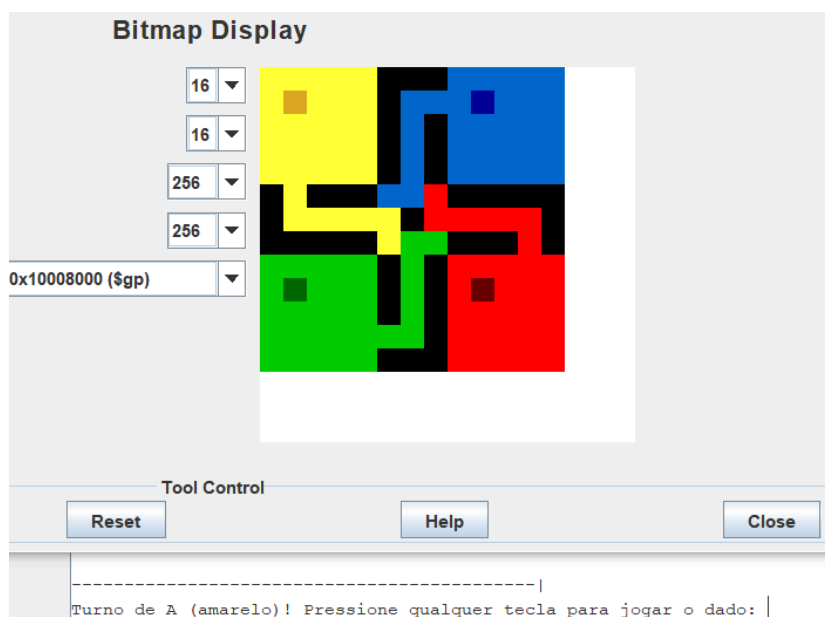 Bitmap Display
16
16
256
256
0x10008000 ($gp)
Tool Control
Reset
Help
Close
--------------------------------------------|
Turno de A (amarelo)! Pressione qualquer tecla para jogar o dado: